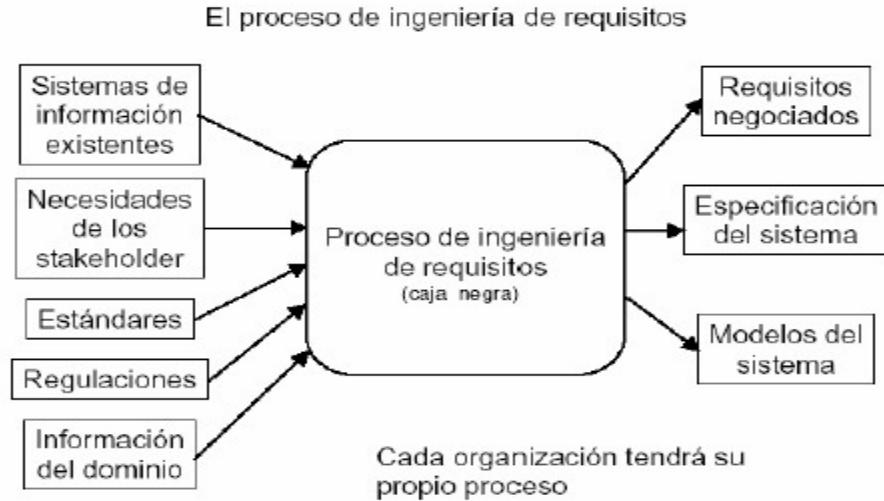 El proceso de ingeniería de requisitos
Sistemas de
información
existentes
Necesidades
de los
stakeholder
Estándares
Regulaciones
Información
del dominio
Proceso de ingeniería
de requisitos
(caja negra)
Requisitos
negociados
Especificación
del sistema
Modelos del
sistema
Cada organización tendrá su
propio proceso